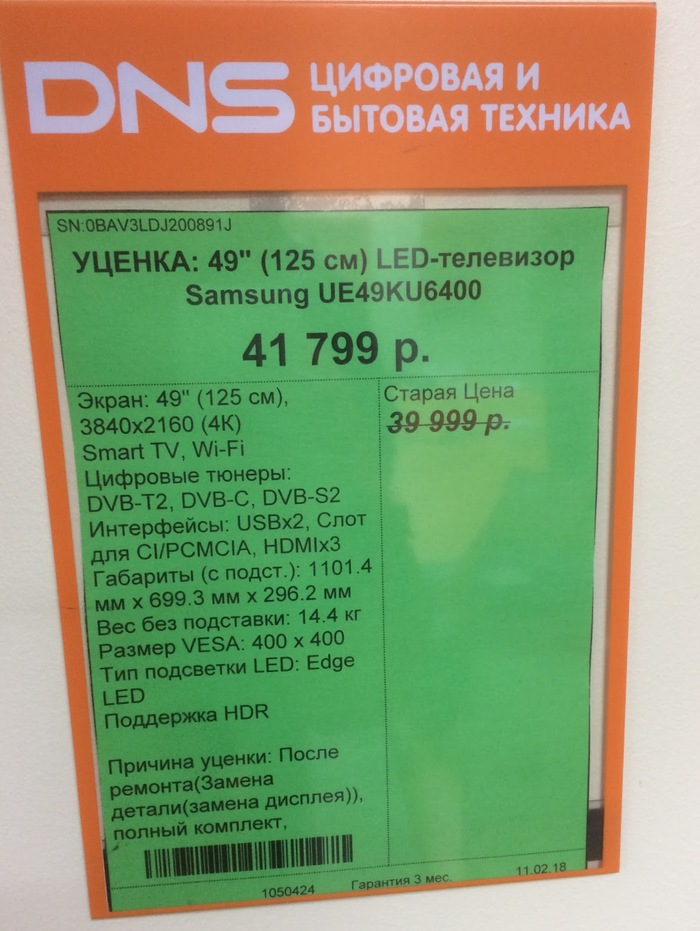 DNS ЦИФРОВАЯ И
БЫТОВАЯ ТЕХНИКА
SN:0BAV3LDJ200891J
УЦЕНКА: 49" (125 см) LED-телевизор
Samsung UE49KU6400
41 799 р.
Экран: 49" (125 см),
3840x2160 (4К)
Smart TV, Wi-Fi
Цифровые тюнеры:
DVB-T2, DVB-C, DVB-S2
Интерфейсы: USBx2, Слот
для CI/PCMCIA, HDMIx3
Габариты (с подст.): 1101.4
мм x 699.3 мм x 296.2 мм
Вес без подставки: 14.4 кг
Размер VESA: 400 x 400
Тип подсветки LED: Edge
LED
Поддержка HDR
Причина уценки: После
ремонта(Замена
детали(замена дисплея)),
полный комплект,
Старая Цена
39 999 р.
1050424
Гарантия 3 мес.
11.02.18